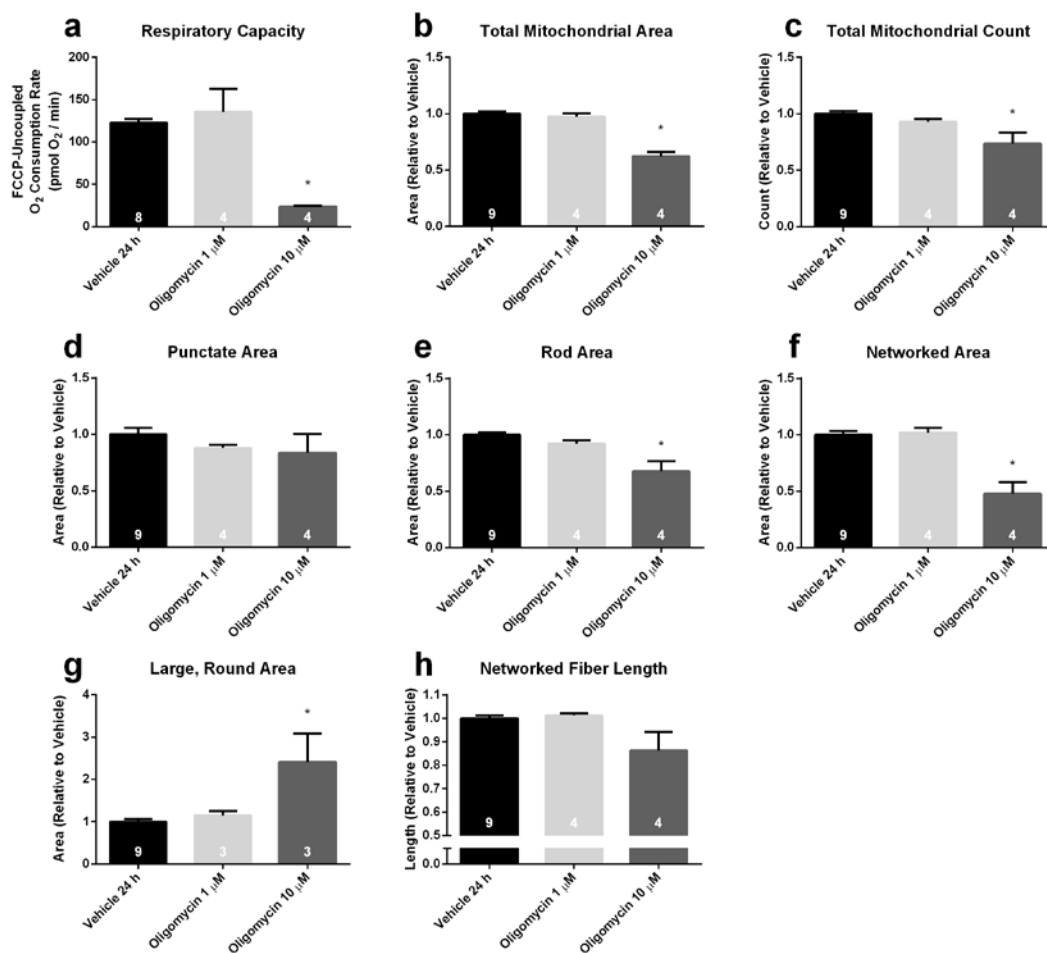 a
Respiratory Capacity
FCCP-Uncoupled
O₂ Consumption Rate
(pmol O₂ / min)
200
150
100
50
0
8
4
4
*
Vehicle 24 h
Oligomycin 1 μM
Oligomycin 10 μM
b
Total Mitochondrial Area
Area (Relative to Vehicle)
1.5
1.0
0.5
0.0
9
4
4
*
Vehicle 24 h
Oligomycin 1 μM
Oligomycin 10 μM
c
Total Mitochondrial Count
Count (Relative to Vehicle)
1.5
1.0
0.5
0.0
9
4
4
*
Vehicle 24 h
Oligomycin 1 μM
Oligomycin 10 μM
d
Punctate Area
Area (Relative to Vehicle)
1.5
1.0
0.5
0.0
9
4
4
Vehicle 24 h
Oligomycin 1 μM
Oligomycin 10 μM
e
Rod Area
Area (Relative to Vehicle)
1.5
1.0
0.5
0.0
9
4
4
*
Vehicle 24 h
Oligomycin 1 μM
Oligomycin 10 μM
f
Networked Area
Area (Relative to Vehicle)
1.5
1.0
0.5
0.0
9
4
4
*
Vehicle 24 h
Oligomycin 1 μM
Oligomycin 10 μM
g
Large, Round Area
Area (Relative to Vehicle)
4
3
2
1
0
9
3
3
*
Vehicle 24 h
Oligomycin 1 μM
Oligomycin 10 μM
h
Networked Fiber Length
Length (Relative to Vehicle)
1.1
1.0
0.9
0.8
0.7
0.6
0.5
0.0
9
4
4
Vehicle 24 h
Oligomycin 1 μM
Oligomycin 10 μM